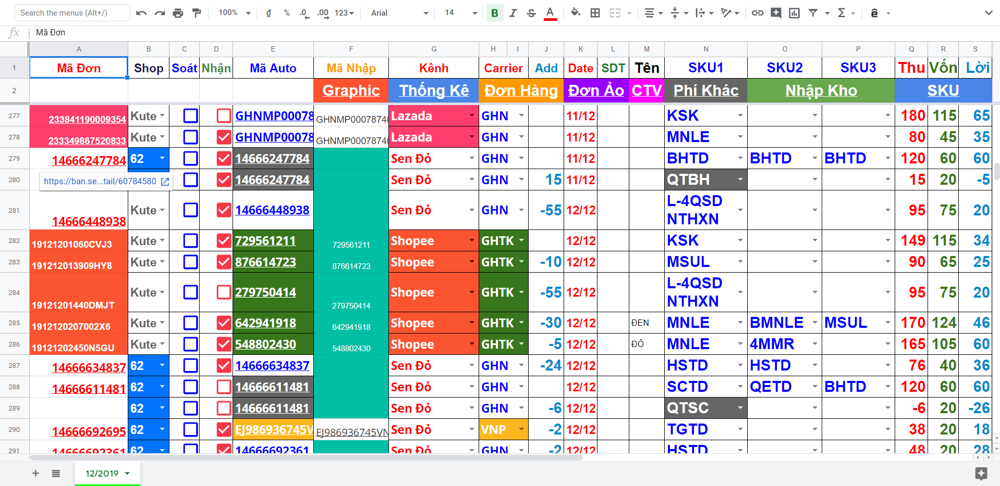 Search the menus (Alt+/) 100% đ % .0 .00 123 Arial 14 B I S A Σ ê
fx Mã Đơn
A B C D E F G H I J K L M N O P Q R S
1 Mã Đơn Shop Soát Nhận Mã Auto Mã Nhập Kênh Carrier Add Date SDT Tên SKU1 SKU2 SKU3 Thu Vốn Lời
2 Graphic Thống Kê Đơn Hàng Đơn Ảo CTV Phí Khác Nhập Kho SKU
277 233841190009354 Kute GHNMP00078 GHNMP0007874 Lazada GHN 11/12 KSK 180 115 65
278 233349867520833 Kute GHNMP00078 GHNMP0007874 Lazada GHN 11/12 MNLE 80 45 35
279 14666247784 62 14666247784 Sen Đỏ GHN 11/12 BHTD BHTD BHTD 120 60 60
280 https://ban.se...tail/60784580 14666247784 Sen Đỏ GHN 15 11/12 QTBH 15 20 -5
281 14666448938 Kute 14666448938 Sen Đỏ GHN -55 12/12 L-4QSD NTHXN 95 75 20
282 19121201060CVJ3 Kute 729561211 729561211 Shopee GHTK 12/12 KSK 149 115 34
283 191212013909HY8 Kute 876614723 876614723 Shopee GHTK -10 12/12 MSUL 90 65 25
284 19121201440DMJT Kute 279750414 279750414 Shopee GHTK -55 12/12 L-4QSD NTHXN 95 75 20
285 1912120207002X6 Kute 642941918 642941918 Shopee GHTK -30 12/12 ĐEN MNLE BMNLE MSUL 170 124 46
286 19121202450N5GU Kute 548802430 548802430 Shopee GHTK -5 12/12 ĐỎ MNLE 4MMR 165 105 60
287 14666634837 62 14666634837 Sen Đỏ GHN -24 12/12 HSTD HSTD 76 40 36
288 14666611481 62 14666611481 Sen Đỏ GHN 12/12 SCTD QETD BHTD 120 60 60
289 62 14666611481 Sen Đỏ GHN -6 12/12 QTSC -6 20 -26
290 14666692695 62 EJ986936745V EJ986936745VN Sen Đỏ VNP -2 12/12 TGTD 38 20 18
291 14666692361 62 14666692361 Sen Đỏ GHN -2 12/12 HSTD 48 20 28
12/2019